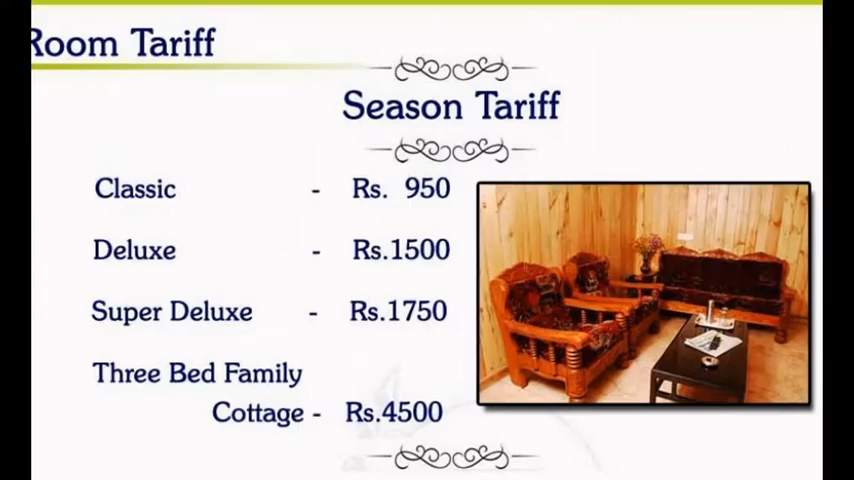 Room Tariff
Season Tariff
Classic - Rs. 950
Deluxe - Rs.1500
Super Deluxe - Rs.1750
Three Bed Family
Cottage - Rs.4500